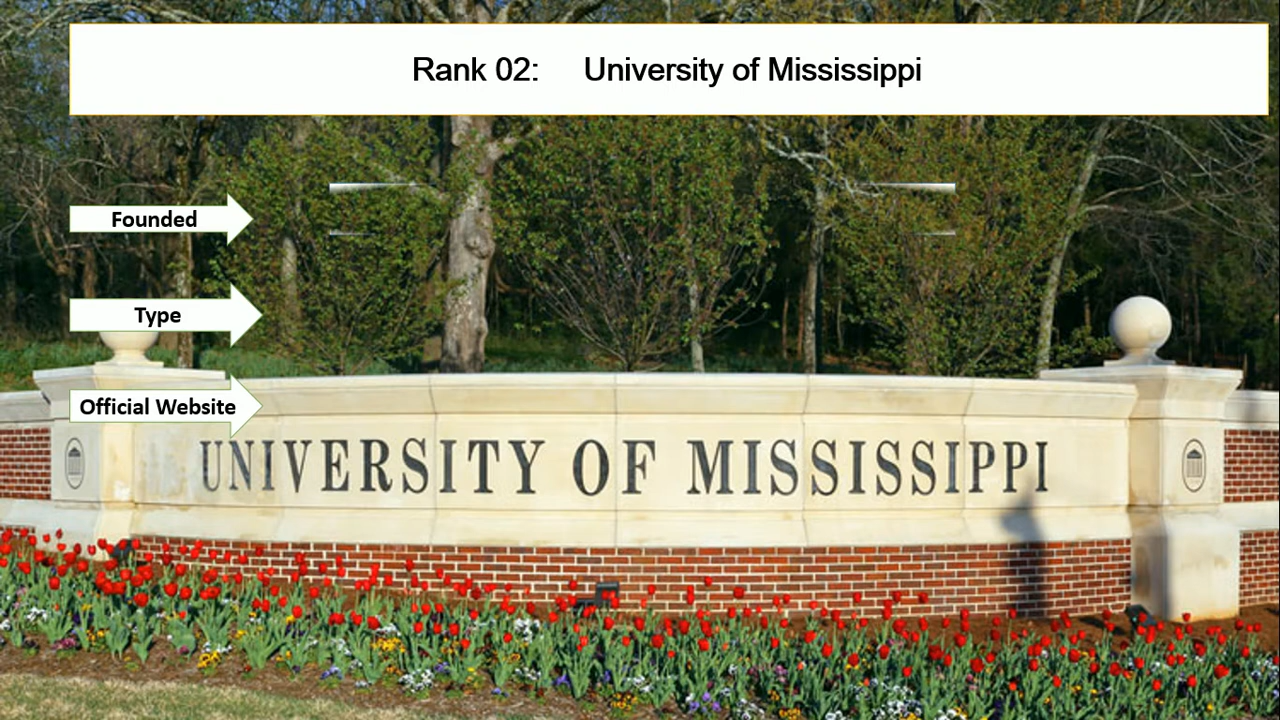 Rank 02: University of Mississippi
Founded
Type
Official Website
UNIVERSITY OF MISSISSIPPI